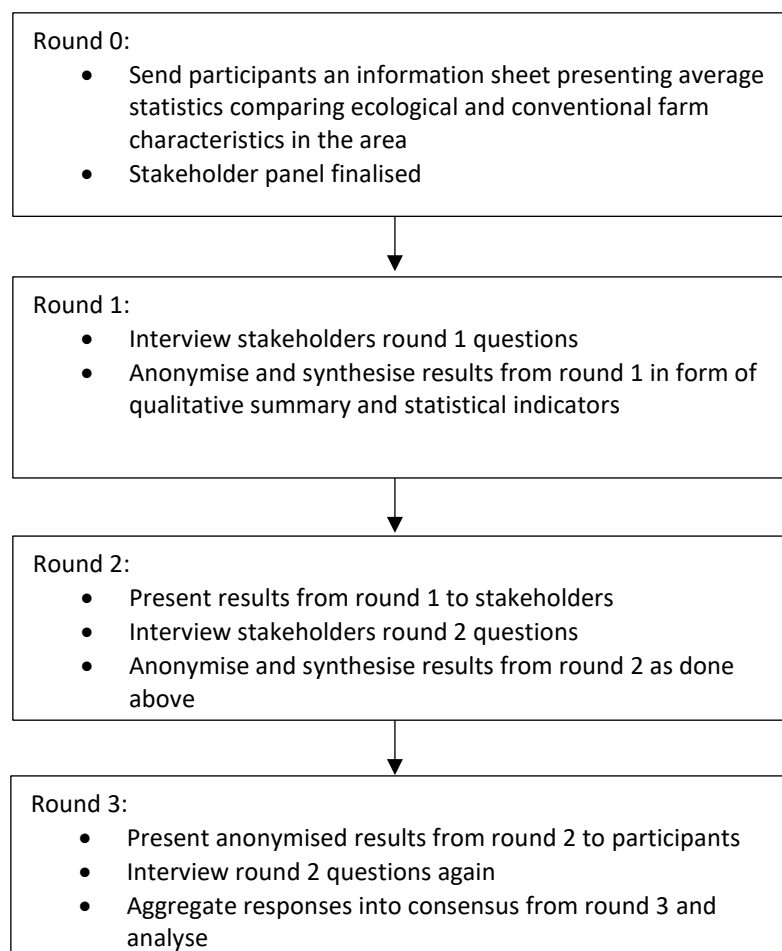 Round 0:
• Send participants an information sheet presenting average
statistics comparing ecological and conventional farm
characteristics in the area
• Stakeholder panel finalised
Round 1:
• Interview stakeholders round 1 questions
• Anonymise and synthesise results from round 1 in form of
qualitative summary and statistical indicators
Round 2:
• Present results from round 1 to stakeholders
• Interview stakeholders round 2 questions
• Anonymise and synthesise results from round 2 as done
above
Round 3:
• Present anonymised results from round 2 to participants
• Interview round 2 questions again
• Aggregate responses into consensus from round 3 and
analyse